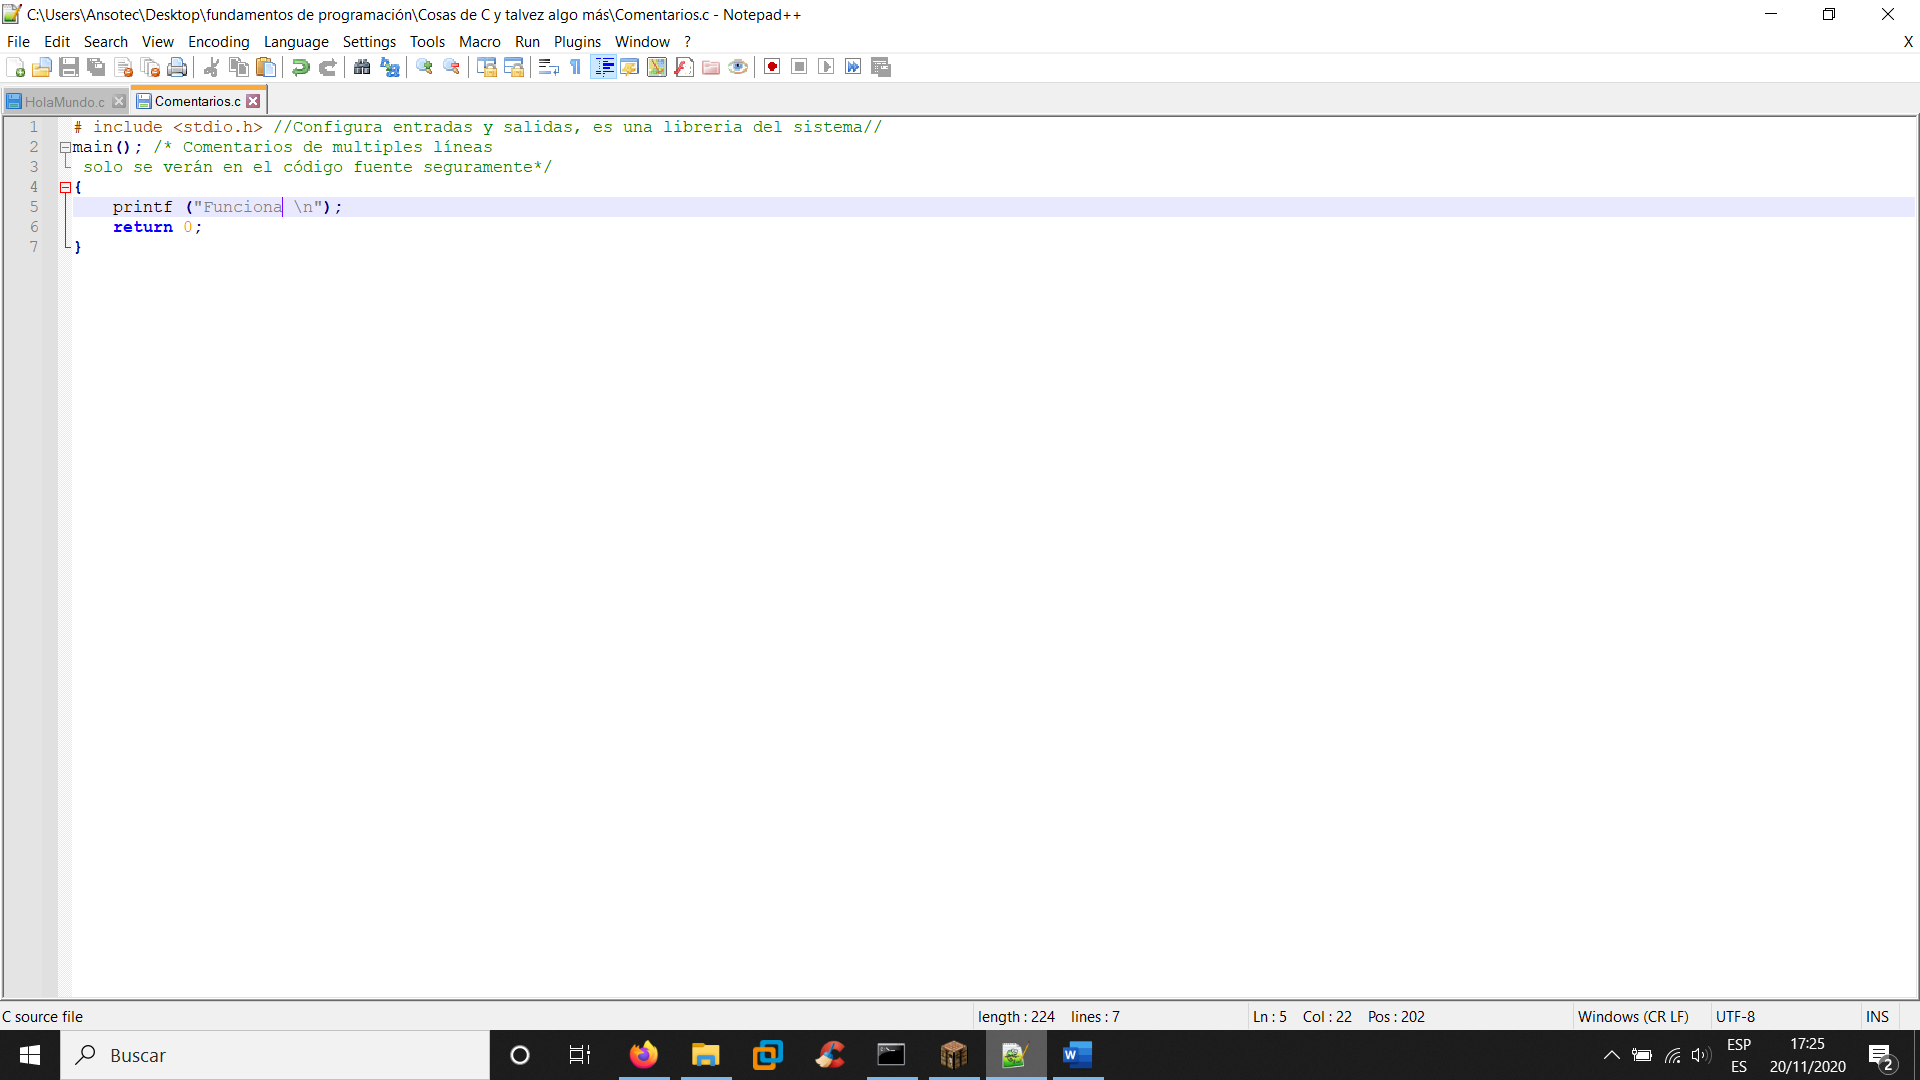 C:\Users\Ansotec\Desktop\fundamentos de programación\Cosas de C y talvez algo más\Comentarios.c - Notepad++
File Edit Search View Encoding Language Settings Tools Macro Run Plugins Window ? X
HolaMundo.c Comentarios.c
1 # include <stdio.h> //Configura entradas y salidas, es una libreria del sistema//
2 main(); /* Comentarios de multiples líneas
3 solo se verán en el código fuente seguramente*/
4 {
5 printf ("Funciona \n");
6 return 0;
7 }
C source file length : 224 lines : 7 Ln : 5 Col : 22 Pos : 202 Windows (CR LF) UTF-8 INS
Buscar
ESP
ES
17:25
20/11/2020
2